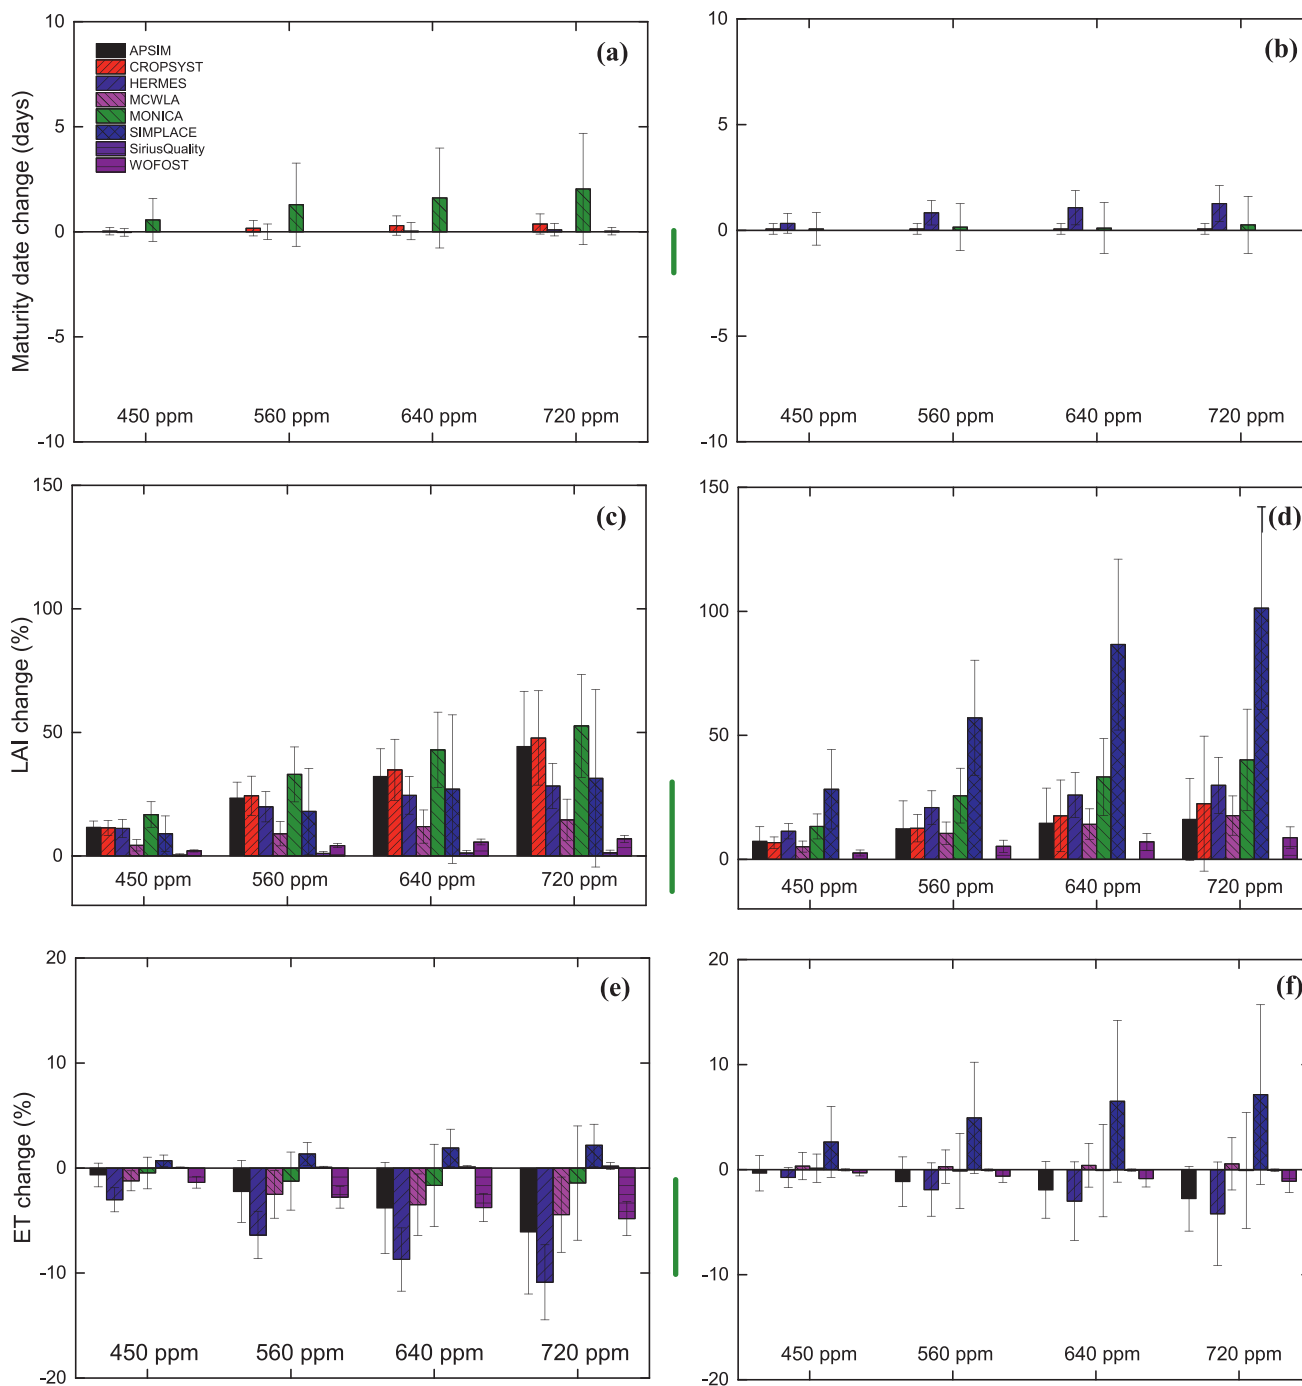 10
5
0
-5
-10
Maturity date change (days)
APSIM
CROPSYST
HERMES
MCWLA
MONICA
SIMPLACE
SiriusQuality
WOFOST
(a)
450 ppm
560 ppm
640 ppm
720 ppm
10
5
0
-5
-10
(b)
450 ppm
560 ppm
640 ppm
720 ppm
150
100
50
0
LAI change (%)
(c)
450 ppm
560 ppm
640 ppm
720 ppm
150
100
50
0
(d)
450 ppm
560 ppm
640 ppm
720 ppm
20
10
0
-10
-20
ET change (%)
(e)
450 ppm
560 ppm
640 ppm
720 ppm
20
10
0
-10
-20
(f)
450 ppm
560 ppm
640 ppm
720 ppm